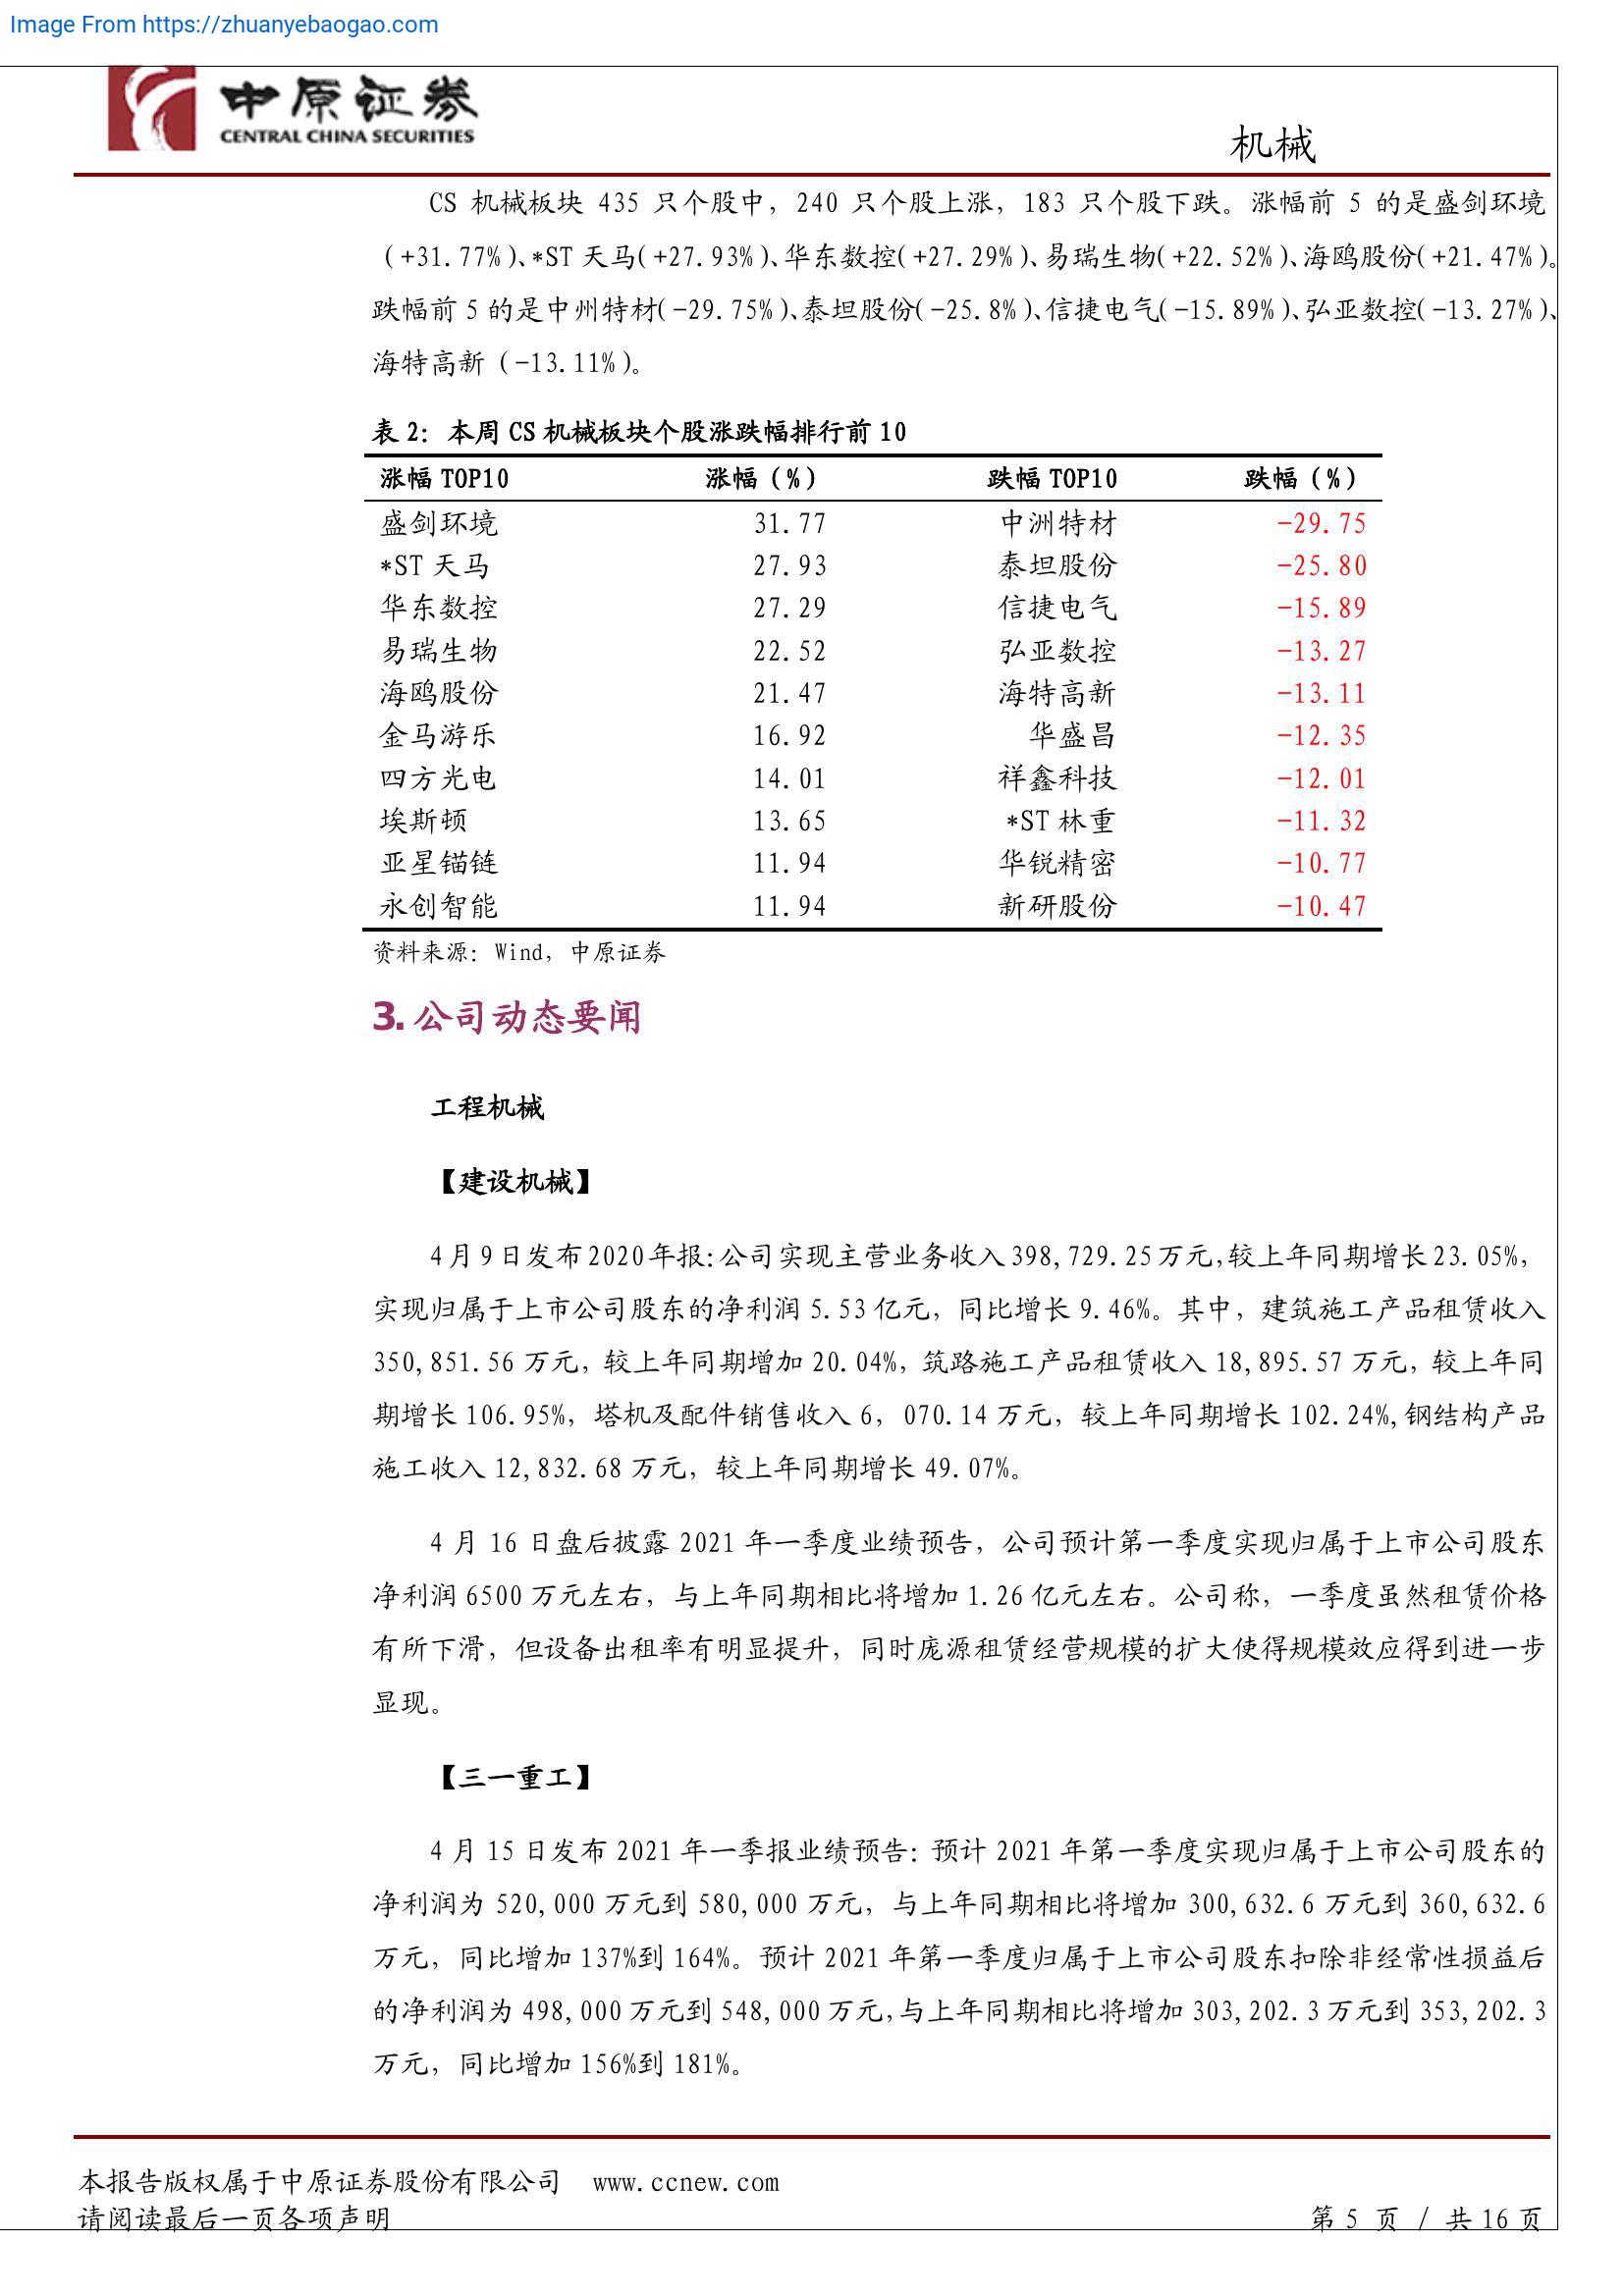 Image From https://zhuanyebaogao.com
中原证券
CENTRAL CHINA SECURITIES
机械
CS 机械板块 435 只个股中，240 只个股上涨，183 只个股下跌。涨幅前 5 的是盛剑环境
（+31.77%）、*ST 天马（+27.93%）、华东数控（+27.29%）、易瑞生物（+22.52%）、海鸥股份（+21.47%）。
跌幅前 5 的是中州特材（-29.75%）、泰坦股份（-25.8%）、信捷电气（-15.89%）、弘亚数控（-13.27%）、
海特高新（-13.11%）。
表 2：本周 CS 机械板块个股涨跌幅排行前 10
涨幅 TOP10 涨幅（%） 跌幅 TOP10 跌幅（%）
盛剑环境 31.77 中洲特材 -29.75
*ST 天马 27.93 泰坦股份 -25.80
华东数控 27.29 信捷电气 -15.89
易瑞生物 22.52 弘亚数控 -13.27
海鸥股份 21.47 海特高新 -13.11
金马游乐 16.92 华盛昌 -12.35
四方光电 14.01 祥鑫科技 -12.01
埃斯顿 13.65 *ST 林重 -11.32
亚星锚链 11.94 华锐精密 -10.77
永创智能 11.94 新研股份 -10.47
资料来源：Wind，中原证券
3. 公司动态要闻
工程机械
【建设机械】
4 月 9 日发布 2020 年报：公司实现主营业务收入 398,729.25 万元，较上年同期增长 23.05%，
实现归属于上市公司股东的净利润 5.53 亿元，同比增长 9.46%。其中，建筑施工产品租赁收入
350,851.56 万元，较上年同期增加 20.04%，筑路施工产品租赁收入 18,895.57 万元，较上年同
期增长 106.95%，塔机及配件销售收入 6，070.14 万元，较上年同期增长 102.24%,钢结构产品
施工收入 12,832.68 万元，较上年同期增长 49.07%。
4 月 16 日盘后披露 2021 年一季度业绩预告，公司预计第一季度实现归属于上市公司股东
净利润 6500 万元左右，与上年同期相比将增加 1.26 亿元左右。公司称，一季度虽然租赁价格
有所下滑，但设备出租率有明显提升，同时庞源租赁经营规模的扩大使得规模效应得到进一步
显现。
【三一重工】
4 月 15 日发布 2021 年一季报业绩预告：预计 2021 年第一季度实现归属于上市公司股东的
净利润为 520,000 万元到 580,000 万元，与上年同期相比将增加 300,632.6 万元到 360,632.6
万元，同比增加 137%到 164%。预计 2021 年第一季度归属于上市公司股东扣除非经常性损益后
的净利润为 498,000 万元到 548,000 万元，与上年同期相比将增加 303,202.3 万元到 353,202.3
万元，同比增加 156%到 181%。
本报告版权属于中原证券股份有限公司 www.ccnew.com
请阅读最后一页各项声明 第 5 页 / 共 16 页